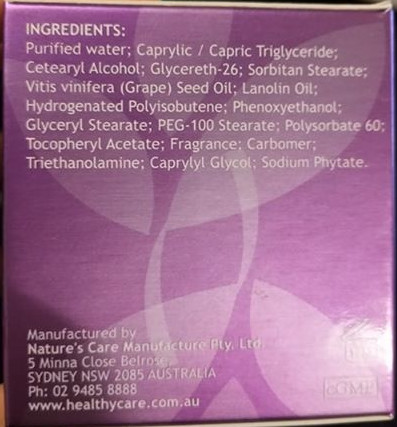 INGREDIENTS:
Purified water; Caprylic / Capric Triglyceride;
Cetearyl Alcohol; Glycereth-26; Sorbitan Stearate;
Vitis vinifera (Grape) Seed Oil; Lanolin Oil;
Hydrogenated Polyisobutene; Phenoxyethanol;
Glyceryl Stearate; PEG-100 Stearate; Polysorbate 60;
Tocopheryl Acetate; Fragrance; Carbomer;
Triethanolamine; Caprylyl Glycol; Sodium Phytate.
Manufactured by
Nature's Care Manufacture Pty. Ltd.
5 Minna Close Belrose,
SYDNEY NSW 2085 AUSTRALIA
Ph: 02 9485 8888
www.healthycare.com.au
cGMP